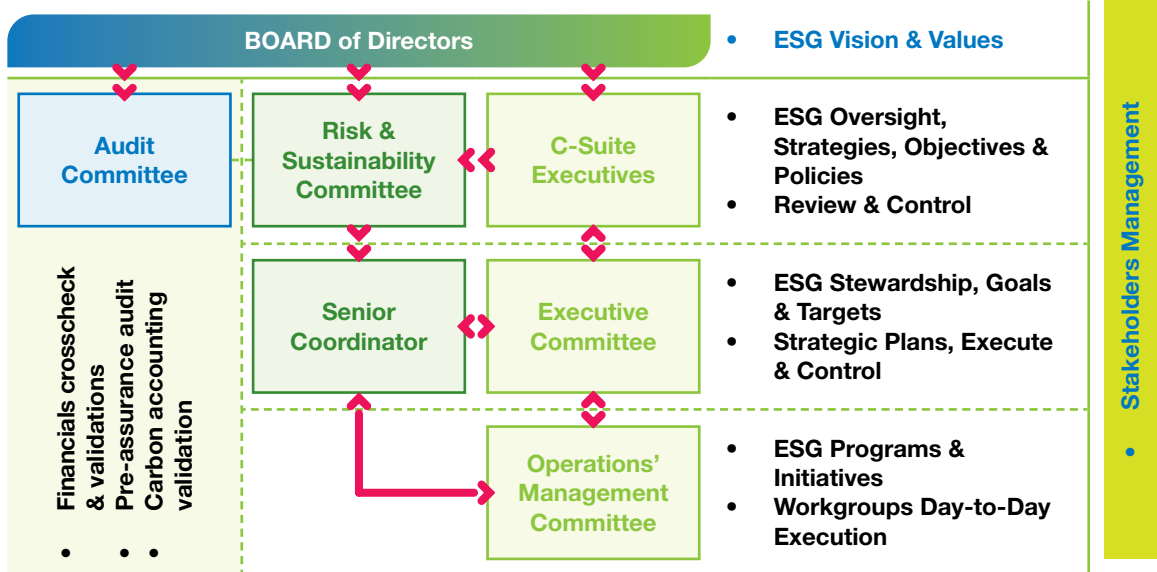 BOARD of Directors
• ESG Vision & Values
Audit
Committee
Risk &
Sustainability
Committee
C-Suite
Executives
• ESG Oversight,
Strategies, Objectives &
Policies
• Review & Control
Senior
Coordinator
Executive
Committee
• ESG Stewardship, Goals
& Targets
• Strategic Plans, Execute
& Control
Operations’
Management
Committee
• ESG Programs &
Initiatives
• Workgroups Day-to-Day
Execution
• Financials crosscheck
& validations
• Pre-assurance audit
• Carbon accounting
validation
• Stakeholders Management